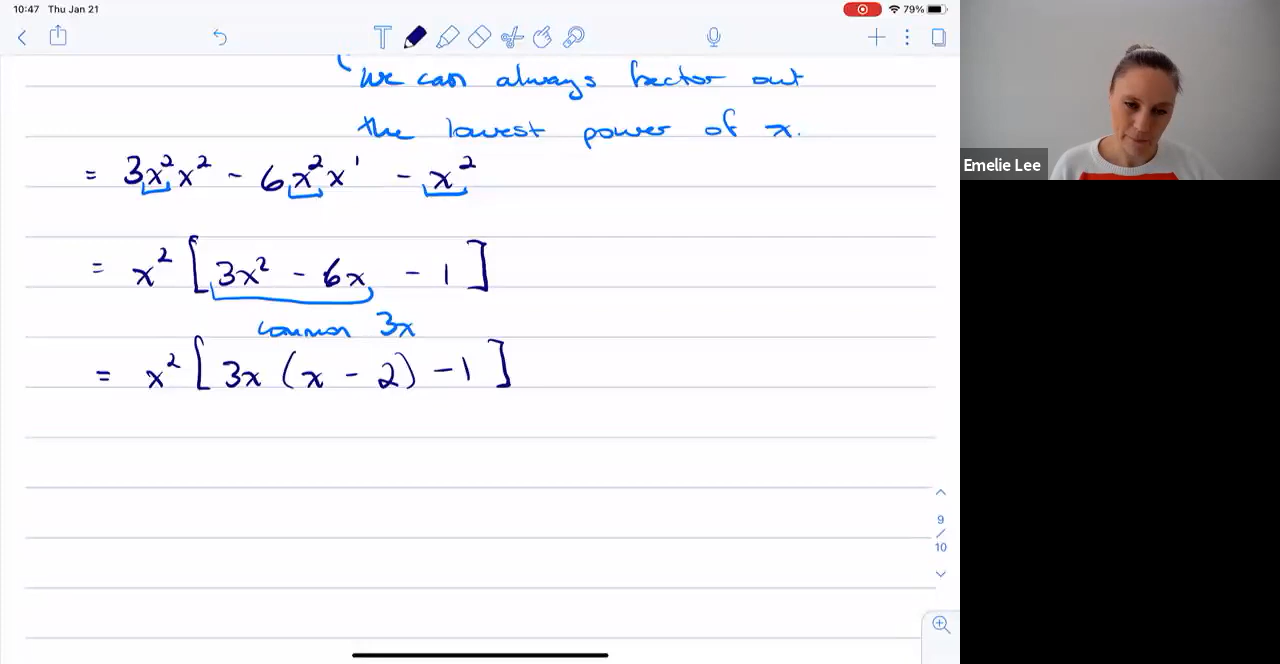 10:47 Thu Jan 21
79%
T
we can always factor out
the lowest power of x.
= 3x²x² - 6x²x¹ - x²
= x² [3x² - 6x - 1]
common 3x
= x² [3x (x - 2) - 1]
Emelie Lee
9
/
10